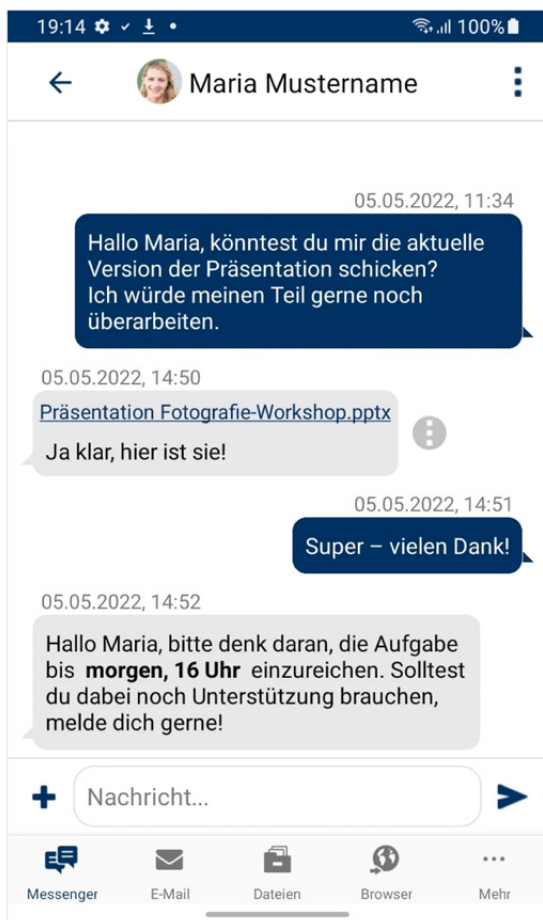 19:14
100%
Maria Mustername
05.05.2022, 11:34
Hallo Maria, könntest du mir die aktuelle
Version der Präsentation schicken?
Ich würde meinen Teil gerne noch
überarbeiten.
05.05.2022, 14:50
Präsentation Fotografie-Workshop.pptx
Ja klar, hier ist sie!
05.05.2022, 14:51
Super – vielen Dank!
05.05.2022, 14:52
Hallo Maria, bitte denk daran, die Aufgabe
bis morgen, 16 Uhr einzureichen. Solltest
du dabei noch Unterstützung brauchen,
melde dich gerne!
Nachricht...
Messenger E-Mail Dateien Browser Mehr